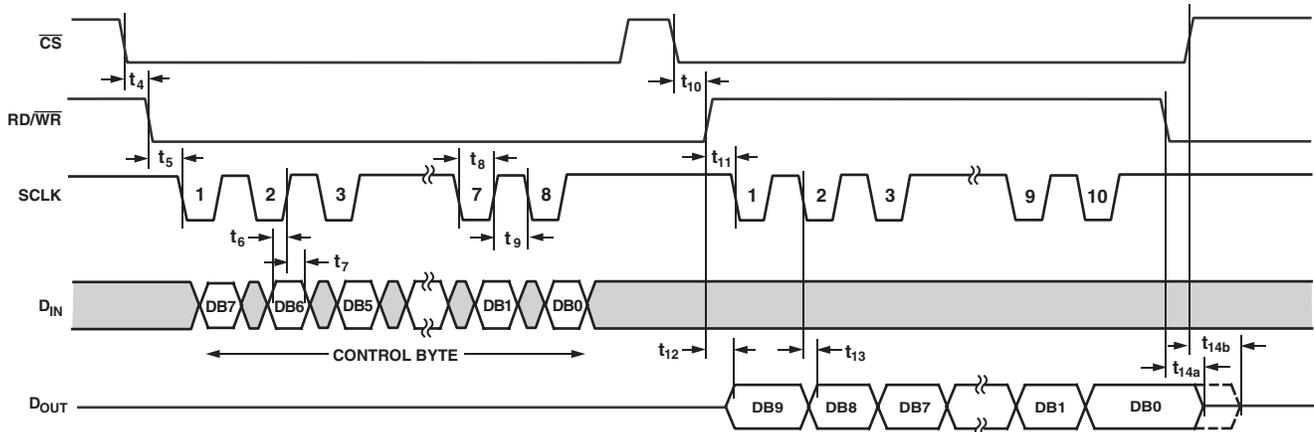 CS
t4
t10
RD/WR
t5
t8
t11
SCLK
1 2 3 7 8 1 2 3 9 10
t6
t9
t7
DIN
DB7 DB6 DB5 DB1 DB0
t12
t13
t14b
CONTROL BYTE
t14a
DOUT
DB9 DB8 DB7 DB1 DB0